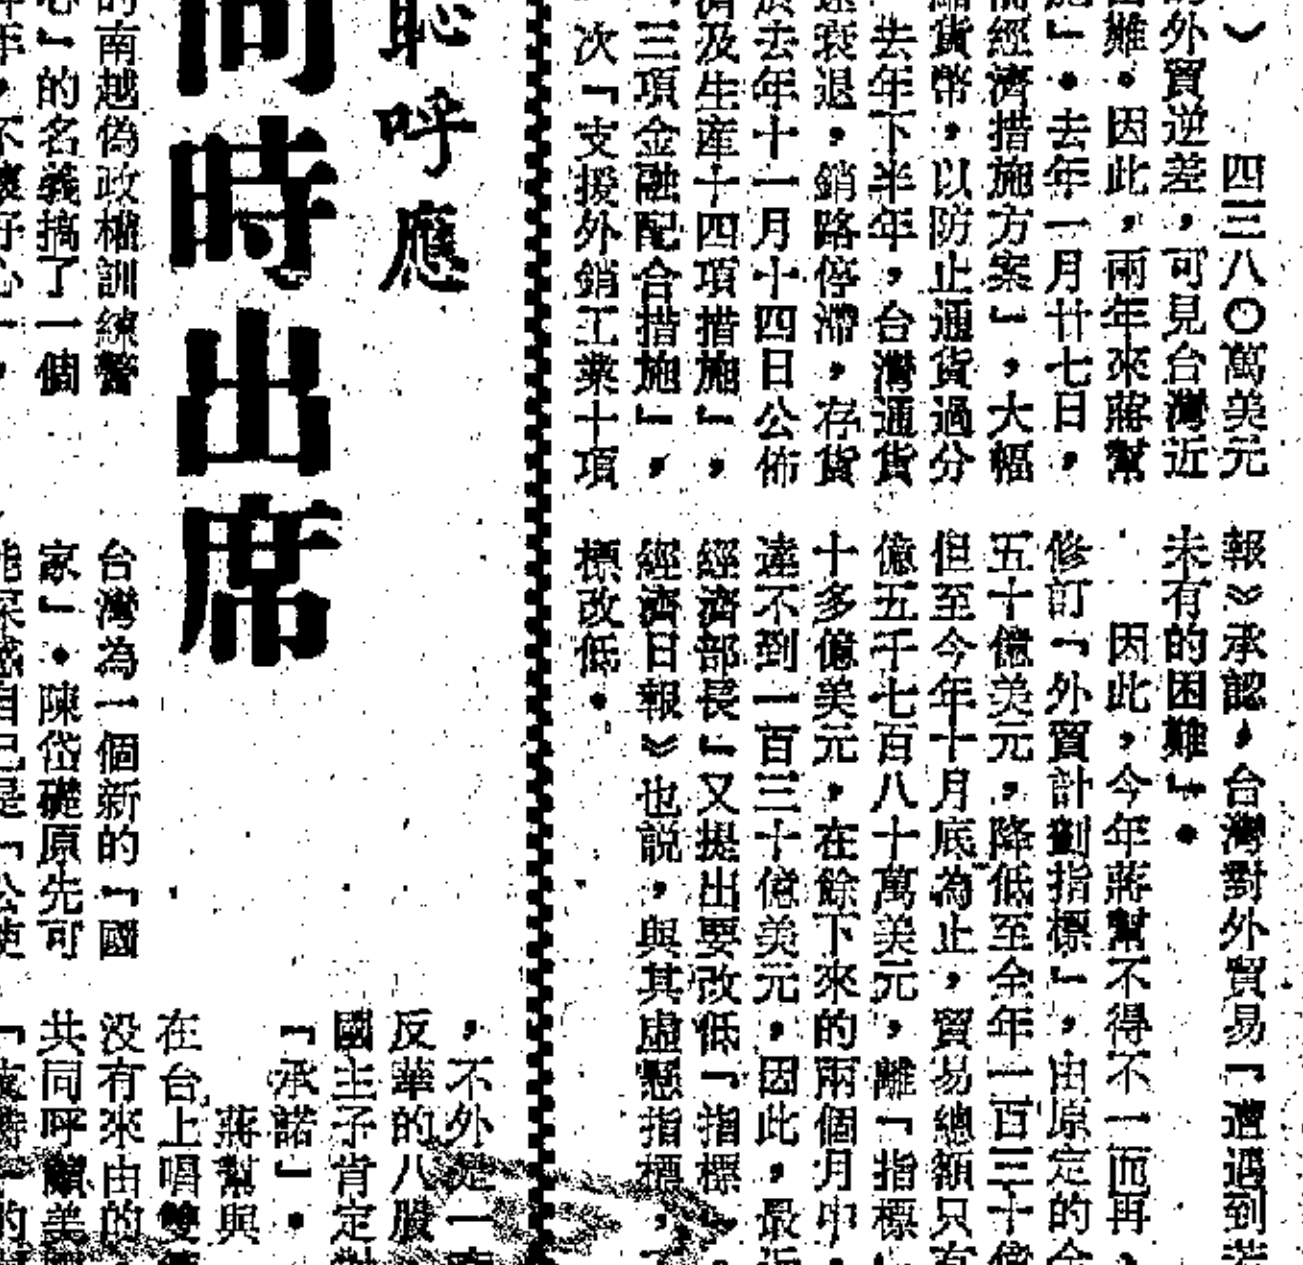 》 四三八〇萬美元
外貿逆差,可見台灣近
難。因此,兩年來蔣幫
」。去年一月廿七日,
經濟措施方案」,大幅
貨幣,以防止通貨過分
去年下半年,台灣通貨
衰退,銷路停滯,存貨
去年十一月十四日公佈
及生產十四項措施」,
三項金融配合措施」,
次「支援外銷工業十項
報》承認,台灣對外貿易「遭遇到
未有的困難」。
因此,今年蔣幫不得不一而再、
修訂「外貿計劃指標」,由原定的
五十億美元,降低至全年一百三十億
但至今年十月底為止,貿易總額只有
億五千七百八十萬美元,離「指標
十多億美元,在餘下來的兩個月中,
達不到一百三十億美元,因此,最近
經濟部長」又提出要改低「指標
經濟日報》也說,與其虛懸指標,
標改低。
呼應
同時出席
的南越偽政權訓練警
心」的名義搞了一個
台灣為一個新的「國
家」。陳岱礎原先可
能深感自己是「公使
,不外是一
反華的八股
國主子肯定
「承諾」。
蔣幫與
在台上唱雙
没有來由的
共同呼籲美